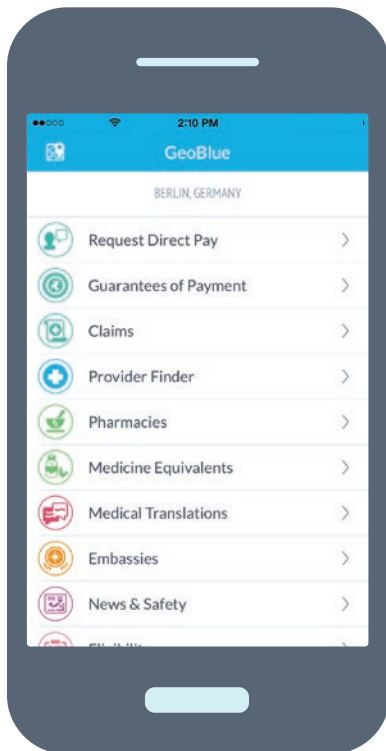 2:10 PM
GeoBlue
BERLIN, GERMANY
Request Direct Pay
Guarantees of Payment
Claims
Provider Finder
Pharmacies
Medicine Equivalents
Medical Translations
Embassies
News & Safety